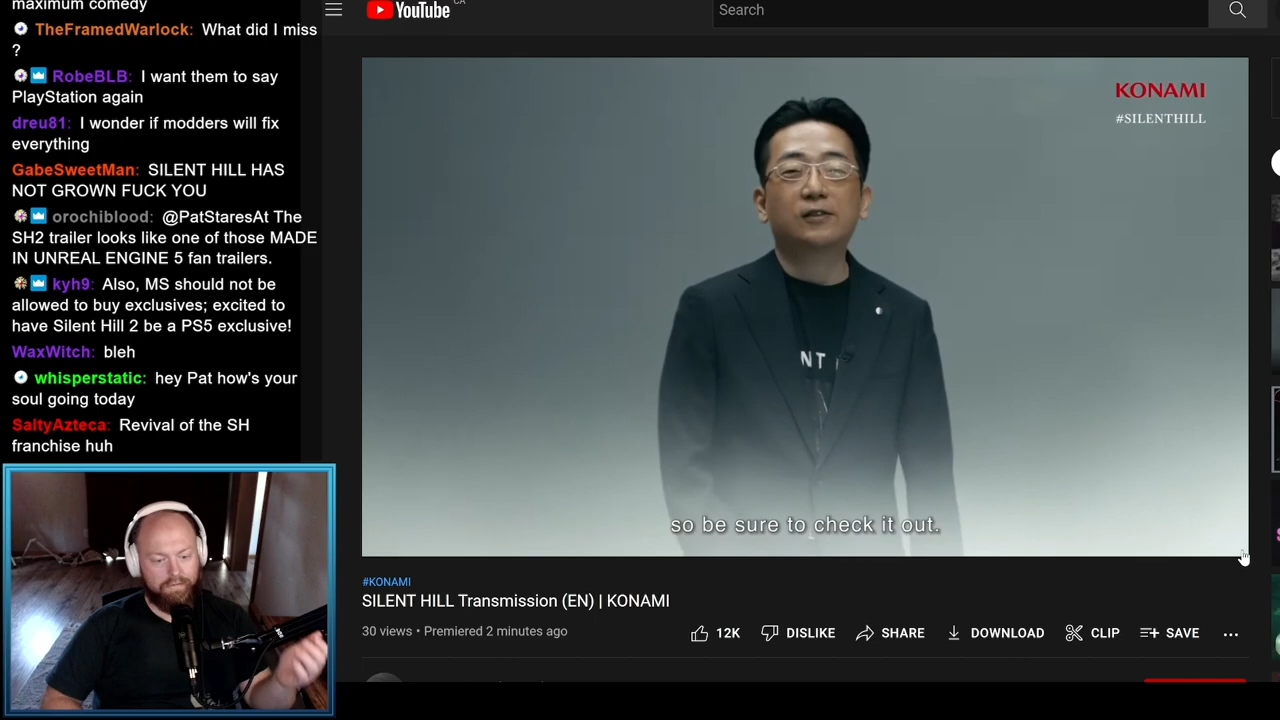 maximum comedy
TheFramedWarlock: What did I miss
?
RobeBLB: I want them to say
PlayStation again
dreu81: I wonder if modders will fix
everything
GabeSweetMan: SILENT HILL HAS
NOT GROWN FUCK YOU
orochiblood: @PatStaresAt The
SH2 trailer looks like one of those MADE
IN UNREAL ENGINE 5 fan trailers.
kyh9: Also, MS should not be
allowed to buy exclusives; excited to
have Silent Hill 2 be a PS5 exclusive!
WaxWitch: bleh
whisperstatic: hey Pat how's your
soul going today
SaltyAzteca: Revival of the SH
franchise huh
YouTube CA
Search
KONAMI
#SILENTHILL
NT
so be sure to check it out.
#KONAMI
SILENT HILL Transmission (EN) | KONAMI
30 views • Premiered 2 minutes ago
12K
DISLIKE
SHARE
DOWNLOAD
CLIP
SAVE